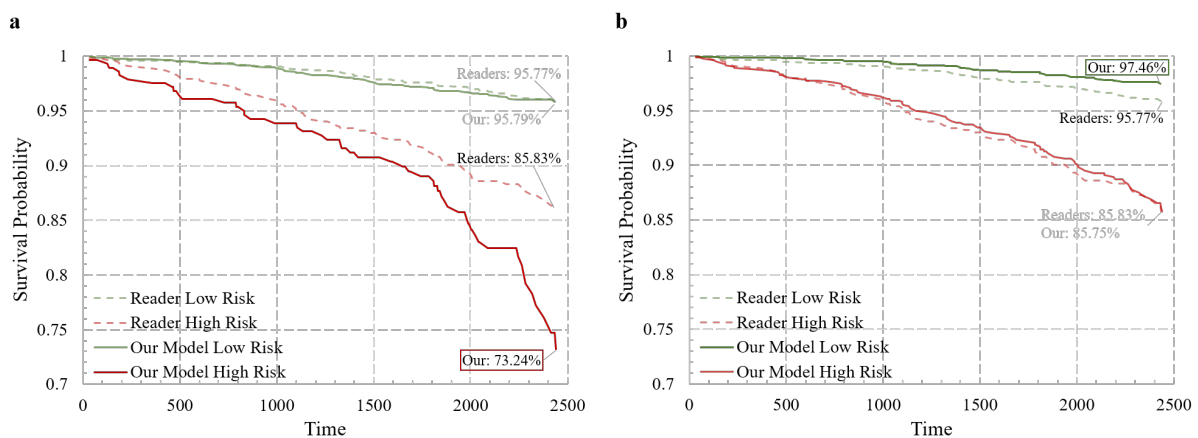 a
Survival Probability
1
0.95
0.9
0.85
0.8
0.75
0.7
Readers: 95.77%
Our: 95.79%
Readers: 85.83%
Our: 73.24%
Reader Low Risk
Reader High Risk
Our Model Low Risk
Our Model High Risk
0 500 1000 1500 2000 2500
Time
b
Survival Probability
1
0.95
0.9
0.85
0.8
0.75
0.7
Our: 97.46%
Readers: 95.77%
Readers: 85.83%
Our: 85.75%
Reader Low Risk
Reader High Risk
Our Model Low Risk
Our Model High Risk
0 500 1000 1500 2000 2500
Time